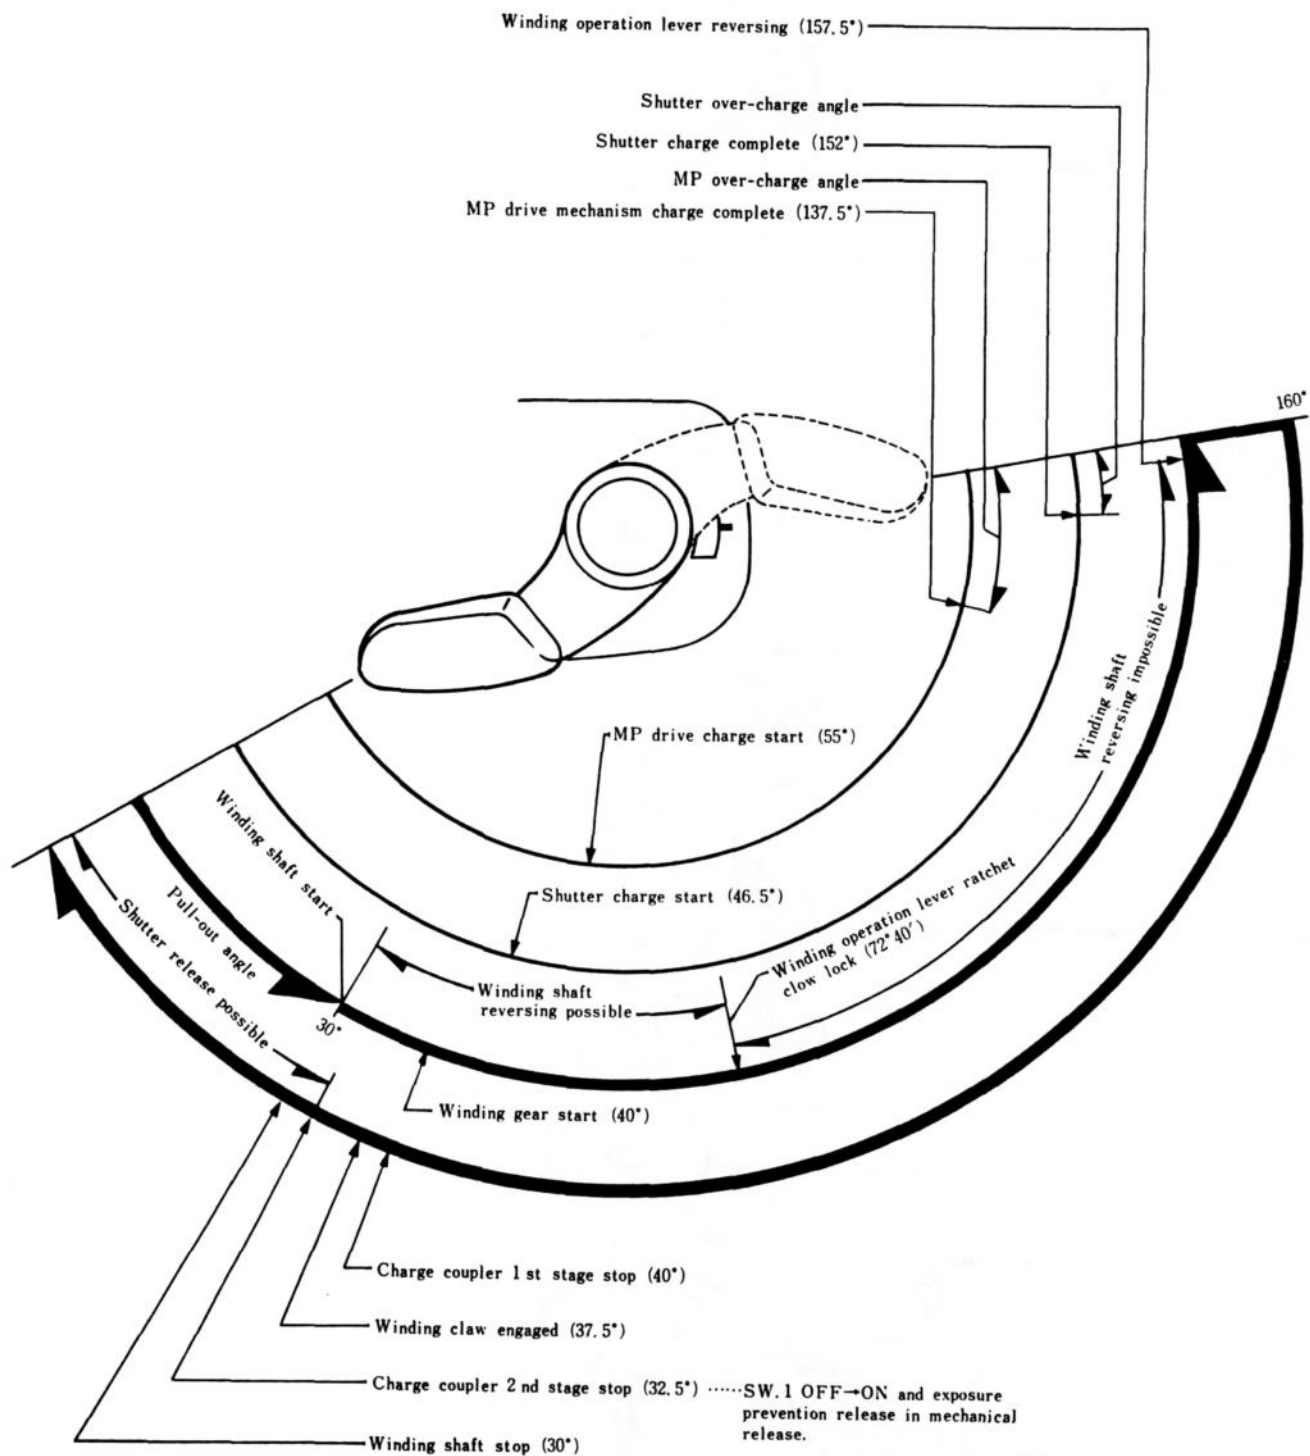 Winding operation lever reversing (157.5°)
Shutter over-charge angle
Shutter charge complete (152°)
MP over-charge angle
MP drive mechanism charge complete (137.5°)
160°
Winding shaft
reversing impossible
MP drive charge start (55°)
Winding shaft start
Shutter charge start (46.5°)
Winding operation lever ratchet
clow lock (72°40′)
Pull-out angle
Shutter release possible
Winding shaft
reversing possible
30°
Winding gear start (40°)
Charge coupler 1 st stage stop (40°)
Winding claw engaged (37.5°)
Charge coupler 2 nd stage stop (32.5°) ······SW.1 OFF→ON and exposure
prevention release in mechanical
release.
Winding shaft stop (30°)